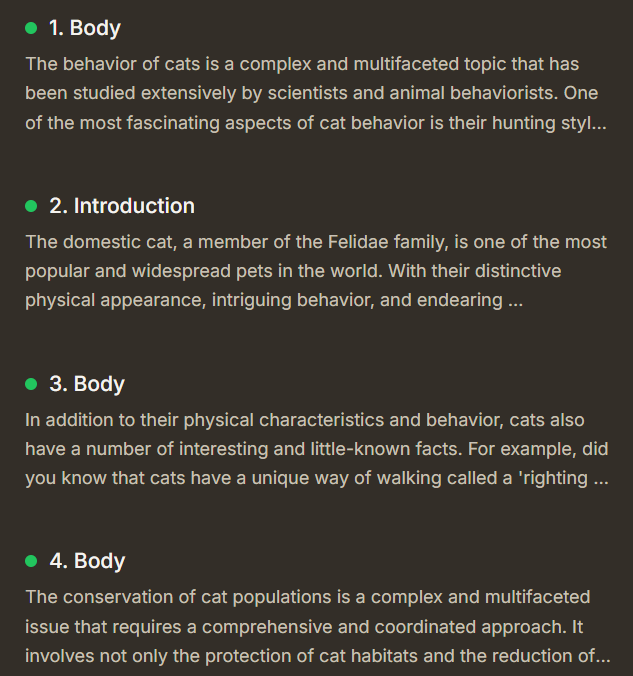 1. Body
The behavior of cats is a complex and multifaceted topic that has
been studied extensively by scientists and animal behaviorists. One
of the most fascinating aspects of cat behavior is their hunting styl...
2. Introduction
The domestic cat, a member of the Felidae family, is one of the most
popular and widespread pets in the world. With their distinctive
physical appearance, intriguing behavior, and endearing ...
3. Body
In addition to their physical characteristics and behavior, cats also
have a number of interesting and little-known facts. For example, did
you know that cats have a unique way of walking called a 'righting ...
4. Body
The conservation of cat populations is a complex and multifaceted
issue that requires a comprehensive and coordinated approach. It
involves not only the protection of cat habitats and the reduction of...